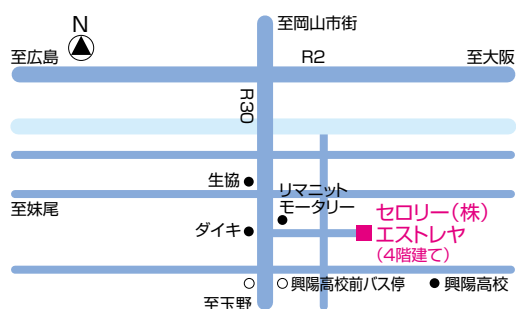 N
至岡山市街
至広島
R2
至大阪
R30
生協
リマニット
モータリー
至妹尾
セロリー(株)
ダイキ
エストレヤ
(4階建て)
興陽高校前バス停
興陽高校
至玉野